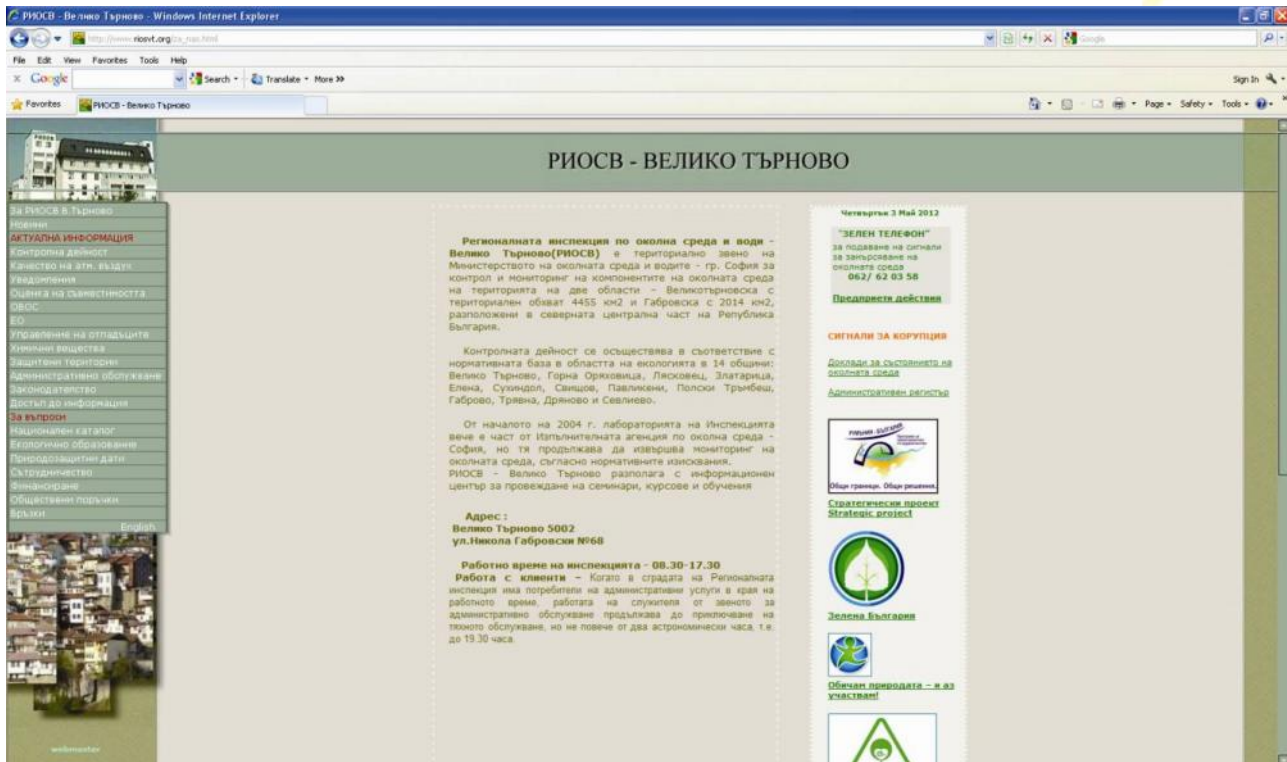 РИОСВ - Велико Търново - Windows Internet Explorer
http://www.riosvt.org/za_nas.html
Google
File Edit View Favorites Tools Help
x Google Search Translate More »
Sign In
Favorites РИОСВ - Велико Търново
Page Safety Tools
РИОСВ - ВЕЛИКО ТЪРНОВО
За РИОСВ В.Търново
Новини
АКТУАЛНА ИНФОРМАЦИЯ
Контролна дейност
Качество на атм. въздух
Уведомления
Оценка на съвместимостта
ОВОС
ЕО
Управление на отпадъците
Химични вещества
Защитени територии
Административно обслужване
Законодателство
Достъп до информация
За въпроси
Национален каталог
Екологично образование
Природозащитни дати
Сътрудничество
Финансиране
Обществени поръчки
Връзки
English
webmaster
Регионалната инспекция по околна среда и води -
Велико Търново(РИОСВ) е териториално звено на
Министерството на околната среда и водите - гр. София за
контрол и мониторинг на компонентите на околната среда
на територията на две области - Великотърновска с
териториален обхват 4455 км2 и Габровска с 2014 км2,
разположени в северната централна част на Република
България.
Контролната дейност се осъществява в съответствие с
нормативната база в областта на екологията в 14 общини:
Велико Търново, Горна Оряховица, Лясковец, Златарица,
Елена, Сухиндол, Свищов, Павликени, Полски Тръмбеш,
Габрово, Трявна, Дряново и Севлиево.
От началото на 2004 г. лабораторията на Инспекцията
вече е част от Изпълнителната агенция по околна среда -
София, но тя продължава да извършва мониторинг на
околната среда, съгласно нормативните изисквания.
РИОСВ - Велико Търново разполага с информационен
център за провеждане на семинари, курсове и обучения
Адрес :
Велико Търново 5002
ул.Никола Габровски №68
Работно време на инспекцията - 08.30-17.30
Работа с клиенти – Когато в сградата на Регионалната
инспекция има потребители на административни услуги в края на
работното време, работата на служителя от звеното за
административно обслужване продължава до приключване на
тяхното обслужване, но не повече от два астрономически часа, т.е.
до 19.30 часа.
Четвъртък 3 Май 2012
"ЗЕЛЕН ТЕЛЕФОН"
за подаване на сигнали
за замърсяване на
околната среда
062/ 62 03 58
Предприети действия
СИГНАЛИ ЗА КОРУПЦИЯ
Доклади за състоянието на
околната среда
Административен регистър
Общи граници. Общи решения.
Стратегически проект
Strategic project
Зелена България
Обичам природата – и аз
участвам!